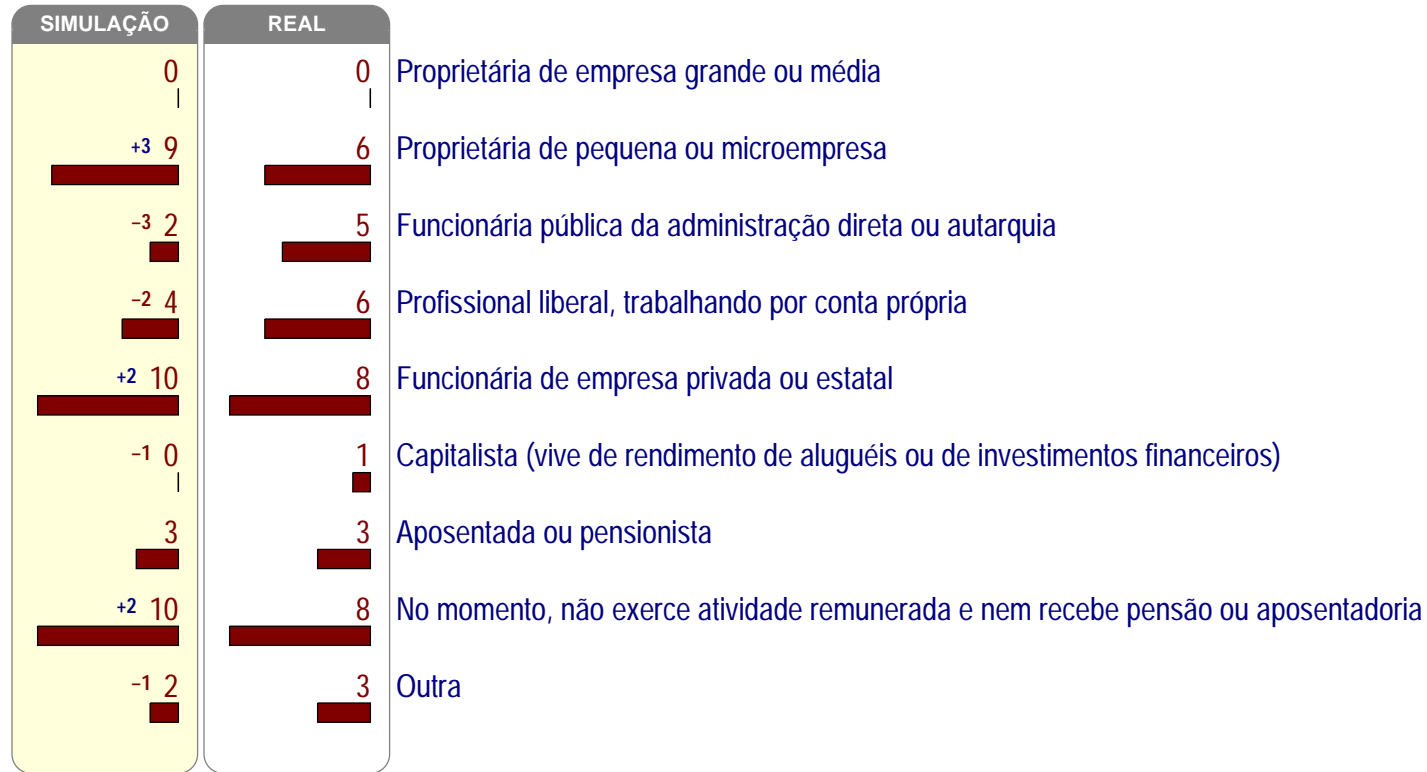 SIMULAÇÃO REAL
0 0 Proprietária de empresa grande ou média
+3 9 6 Proprietária de pequena ou microempresa
−3 2 5 Funcionária pública da administração direta ou autarquia
−2 4 6 Profissional liberal, trabalhando por conta própria
+2 10 8 Funcionária de empresa privada ou estatal
−1 0 1 Capitalista (vive de rendimento de aluguéis ou de investimentos financeiros)
3 3 Aposentada ou pensionista
+2 10 8 No momento, não exerce atividade remunerada e nem recebe pensão ou aposentadoria
−1 2 3 Outra